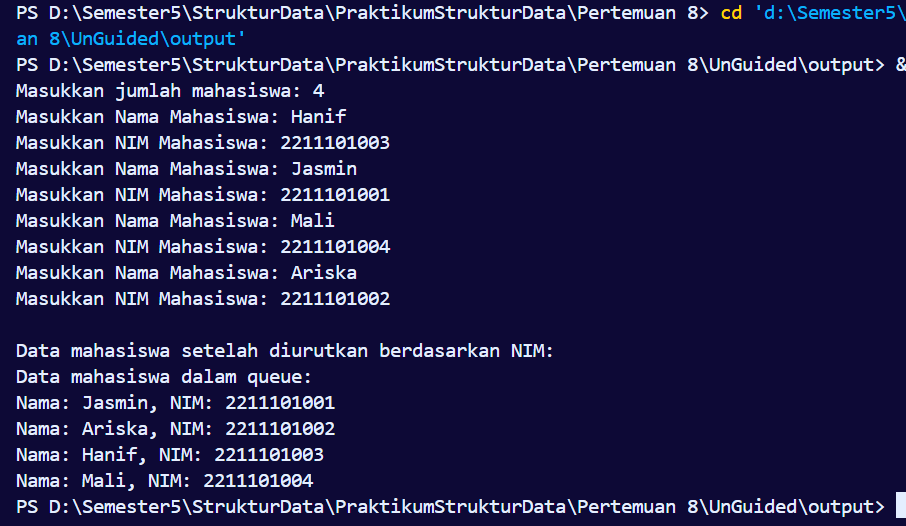 PS D:\Semester5\StrukturData\PraktikumStrukturData\Pertemuan 8> cd 'd:\Semester5\
an 8\UnGuided\output'
PS D:\Semester5\StrukturData\PraktikumStrukturData\Pertemuan 8\UnGuided\output> &
Masukkan jumlah mahasiswa: 4
Masukkan Nama Mahasiswa: Hanif
Masukkan NIM Mahasiswa: 2211101003
Masukkan Nama Mahasiswa: Jasmin
Masukkan NIM Mahasiswa: 2211101001
Masukkan Nama Mahasiswa: Mali
Masukkan NIM Mahasiswa: 2211101004
Masukkan Nama Mahasiswa: Ariska
Masukkan NIM Mahasiswa: 2211101002

Data mahasiswa setelah diurutkan berdasarkan NIM:
Data mahasiswa dalam queue:
Nama: Jasmin, NIM: 2211101001
Nama: Ariska, NIM: 2211101002
Nama: Hanif, NIM: 2211101003
Nama: Mali, NIM: 2211101004
PS D:\Semester5\StrukturData\PraktikumStrukturData\Pertemuan 8\UnGuided\output>